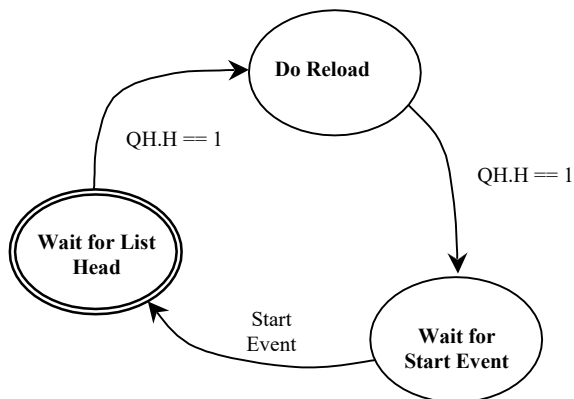 Do Reload
QH.H == 1
QH.H == 1
Wait for List
Head
Start
Event
Wait for
Start Event